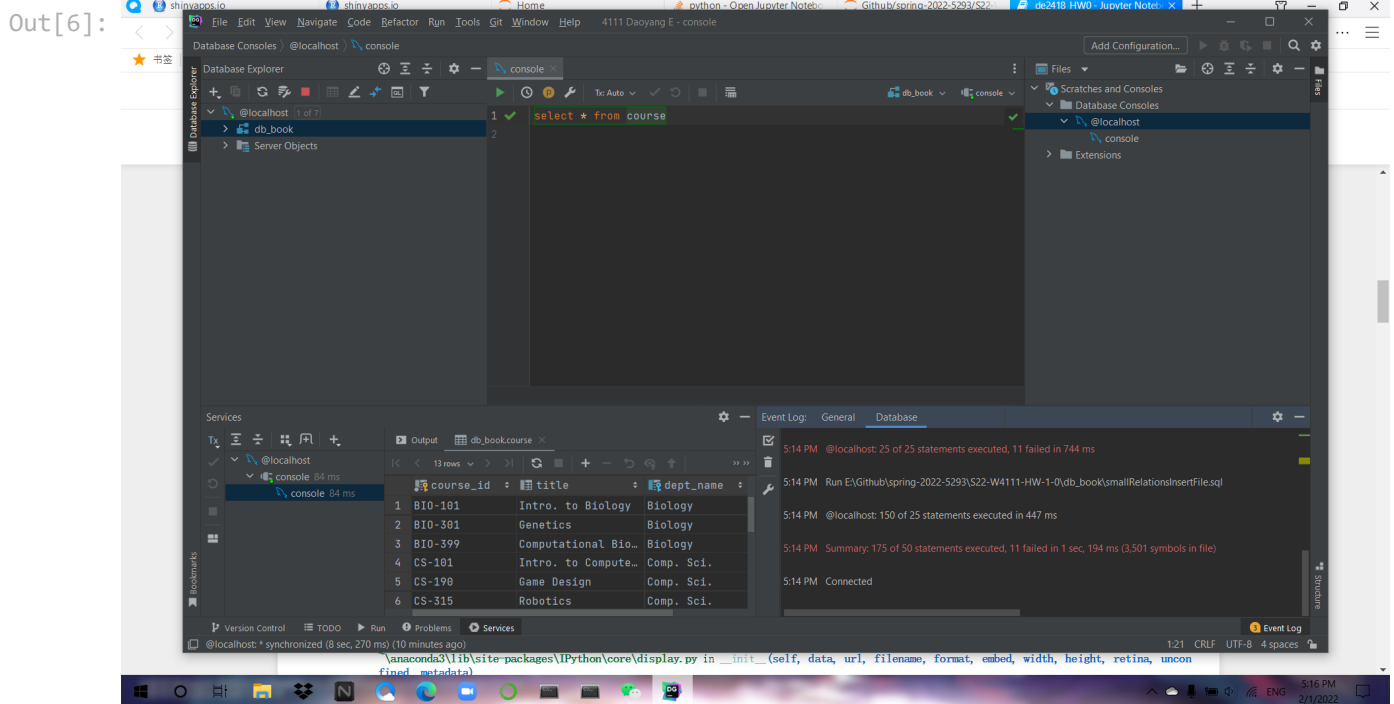 Out[6]:
shinyapps.io
shinyapps.io
Home
python - Open Jupyter Notebo
Github/spring-2022-5293/S22-
de2418 HW0 - Jupyter Noteb
书签
File Edit View Navigate Code Refactor Run Tools Git Window Help 4111 Daoyang E - console
Database Consoles @localhost console
Add Configuration...
Database Explorer
console
Files
Database Explorer
Files
Tx: Auto
db_book
console
@localhost 1 of 7
db_book
Server Objects
1 select * from course
2
Scratches and Consoles
Database Consoles
@localhost
console
Extensions
Services
Event Log: General Database
Tx
@localhost
console 84 ms
console 84 ms
Output db_book.course
13 rows
course_id title dept_name
1 BIO-101 Intro. to Biology Biology
2 BIO-301 Genetics Biology
3 BIO-399 Computational Bio… Biology
4 CS-101 Intro. to Compute… Comp. Sci.
5 CS-190 Game Design Comp. Sci.
6 CS-315 Robotics Comp. Sci.
5:14 PM @localhost: 25 of 25 statements executed, 11 failed in 744 ms
5:14 PM Run E:\Github\spring-2022-5293\S22-W4111-HW-1-0\db_book\smallRelationsInsertFile.sql
5:14 PM @localhost: 150 of 25 statements executed in 447 ms
5:14 PM Summary: 175 of 50 statements executed, 11 failed in 1 sec, 194 ms (3,501 symbols in file)
5:14 PM Connected
Bookmarks
Structure
Version Control TODO Run Problems Services
3 Event Log
@localhost: * synchronized (8 sec, 270 ms) (10 minutes ago)
1:21 CRLF UTF-8 4 spaces
\anaconda3\lib\site-packages\IPython\core\display.py in __init__(self, data, url, filename, format, embed, width, height, retina, uncon
fined, metadata)
ENG
5:16 PM
2/1/2022